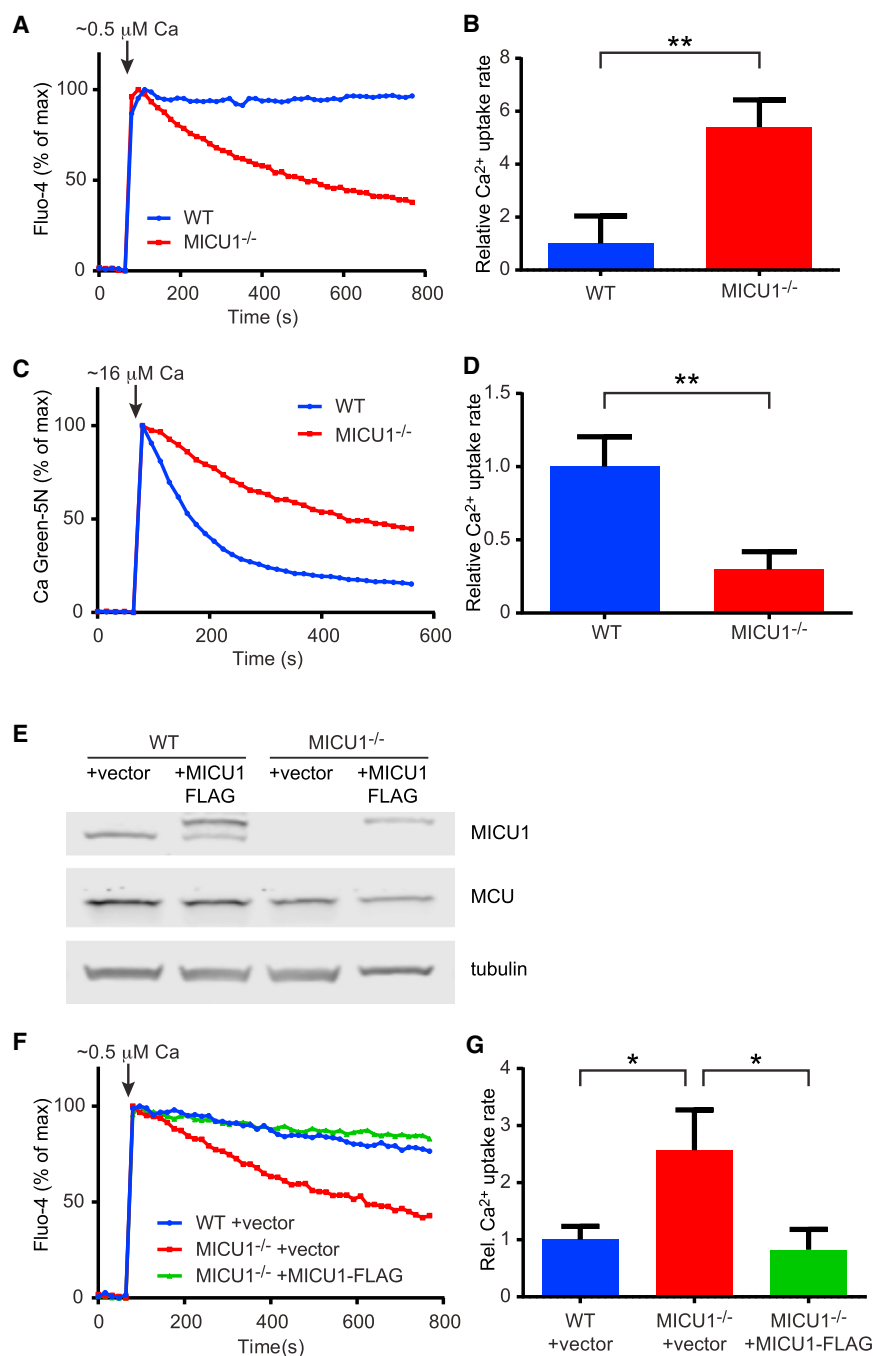 A
~0.5 µM Ca
Fluo-4 (% of max)
100
50
0
WT
MICU1-/-
0
200
400
600
800
Time (s)
B
**
Relative Ca2+ uptake rate
8
6
4
2
0
WT
MICU1-/-
C
~16 µM Ca
Ca Green-5N (% of max)
100
50
0
WT
MICU1-/-
0
200
400
600
Time (s)
D
**
Relative Ca2+ uptake rate
1.5
1.0
0.5
0
WT
MICU1-/-
E
WT
MICU1-/-
+vector
+MICU1
FLAG
+vector
+MICU1
FLAG
MICU1
MCU
tubulin
F
~0.5 µM Ca
Fluo-4 (% of max)
100
50
0
WT +vector
MICU1-/- +vector
MICU1-/- +MICU1-FLAG
0
200
400
600
800
Time(s)
G
*
*
Rel. Ca2+ uptake rate
4
3
2
1
0
WT
+vector
MICU1-/-
+vector
MICU1-/-
+MICU1-FLAG